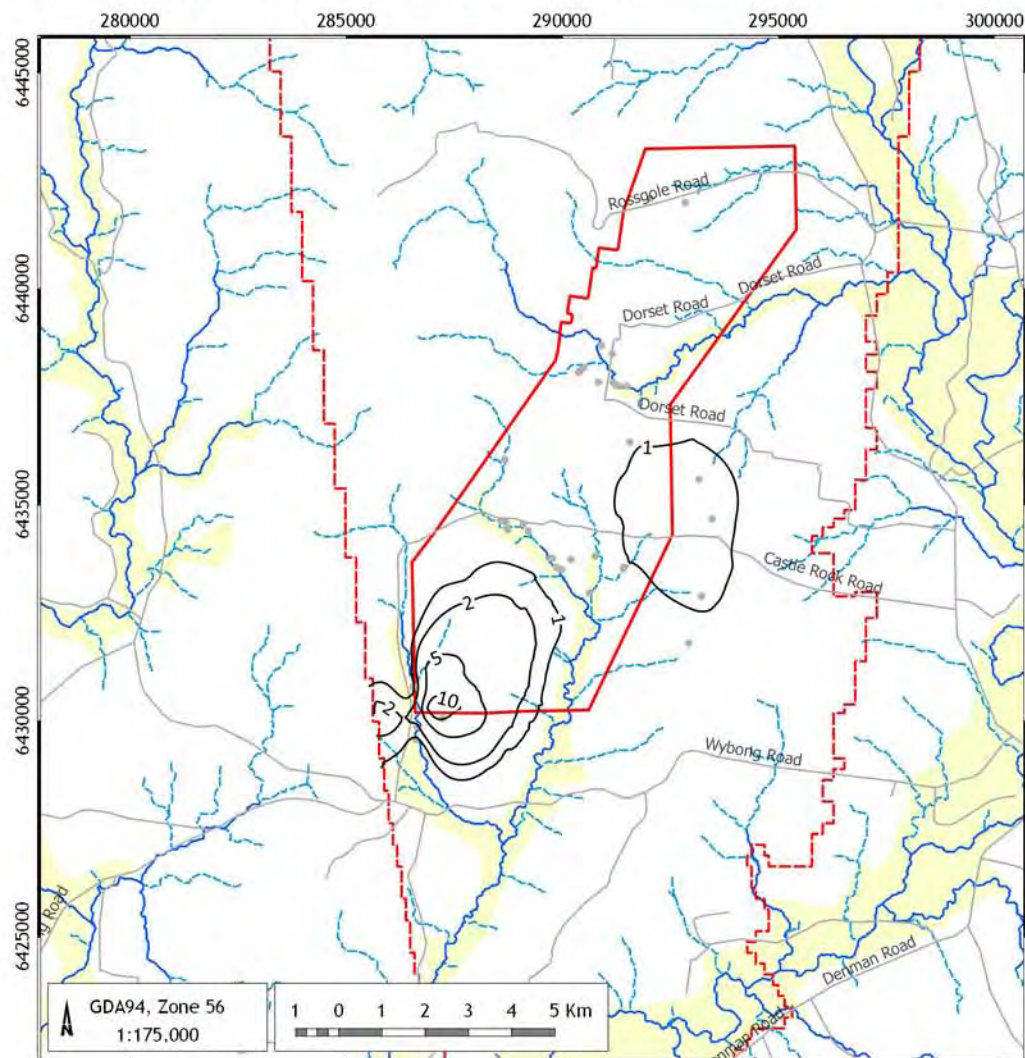 280000
285000
290000
295000
300000
6445000
6440000
6435000
6430000
6425000
Rossgole Road
Dorset Road
Dorset Road
Dorset Road
1
Castle Rock Road
2
1
5
10
2
Wybong Road
Road
Denman Road
Road
GDA94, Zone 56
1:175.000
N
1 0 1 2 3 4 5 Km